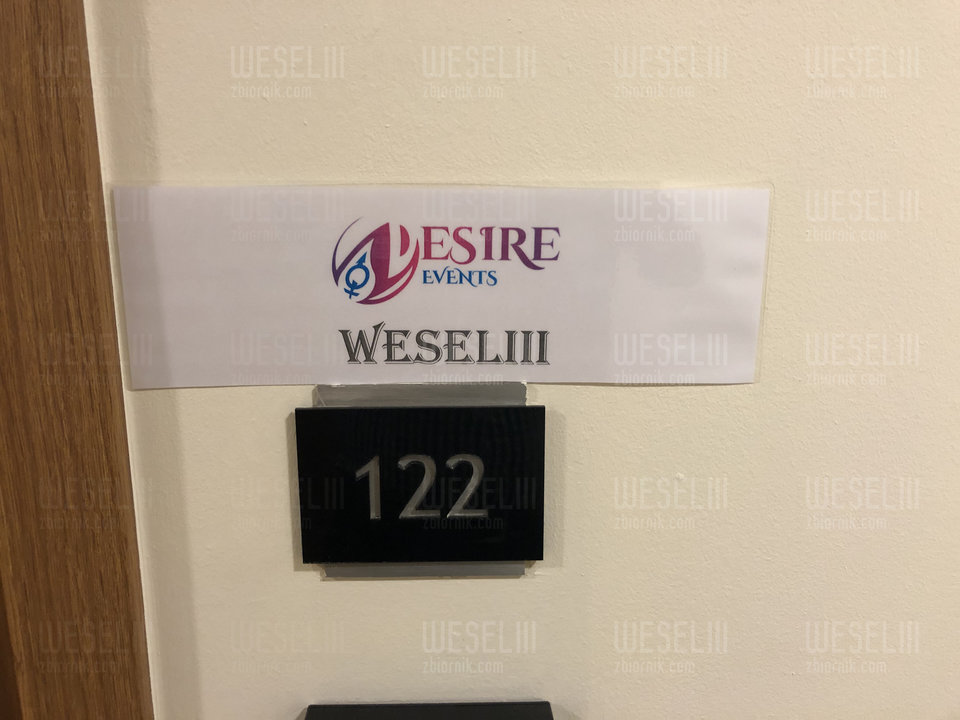 DESIRE
EVENTS
WESELIII
122
WESELIII
zbiornik.com